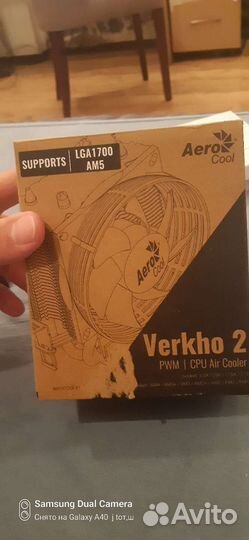 SUPPORTS
LGA1700
AM5
Aero
Cool
Aero
Cool
Verkho 2
PWM | CPU Air Cooler
Samsung Dual Camera
Снято на Galaxy A40 j tot,ш
Avito